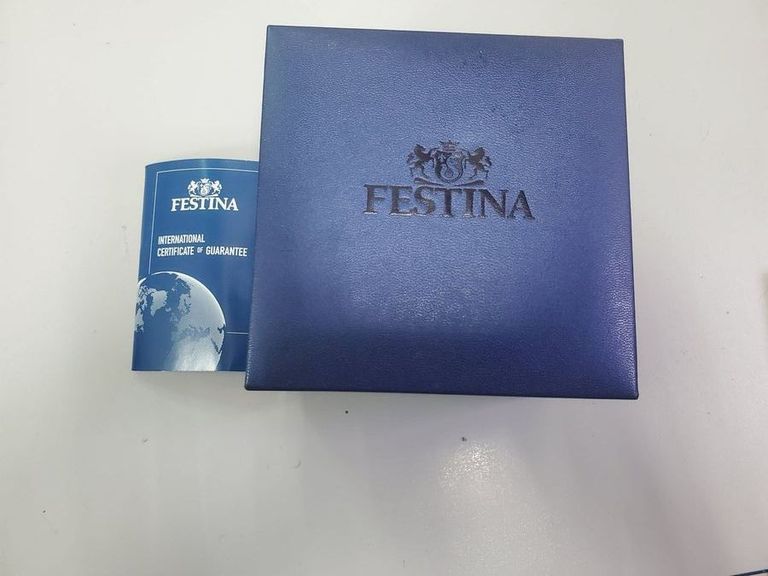 FESTINA
INTERNATIONAL
CERTIFICATE OF GUARANTEE
FESTINA